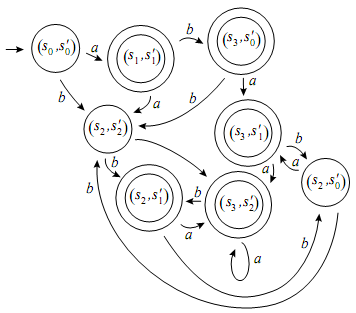 (s₀,s′₀) a (s₁,s′₁) b (s₃,s′₀)
b a b a
(s₂,s′₂) (s₃,s′₁) b
b a a (s₂,s′₀)
b (s₂,s′₁) b (s₃,s′₂)
a b
a